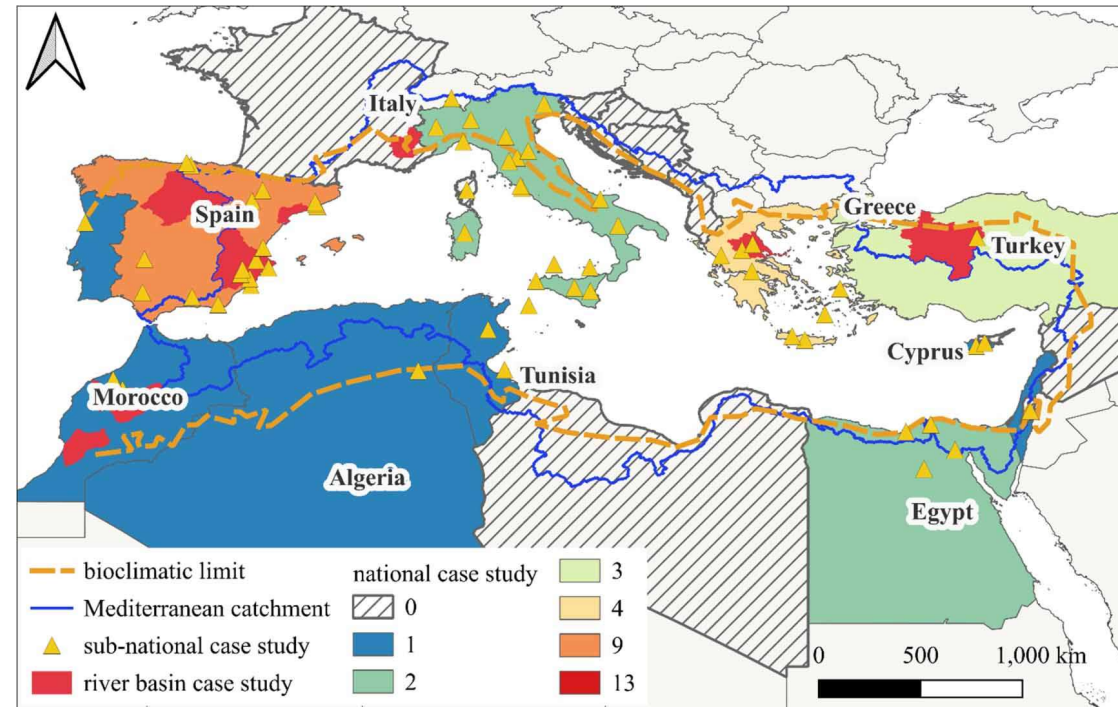 Italy
Spain
Greece
Turkey
Cyprus
Tunisia
Morocco
Algeria
Egypt
bioclimatic limit
Mediterranean catchment
sub-national case study
river basin case study
national case study
0
1
2
3
4
9
13
0 500 1,000 km